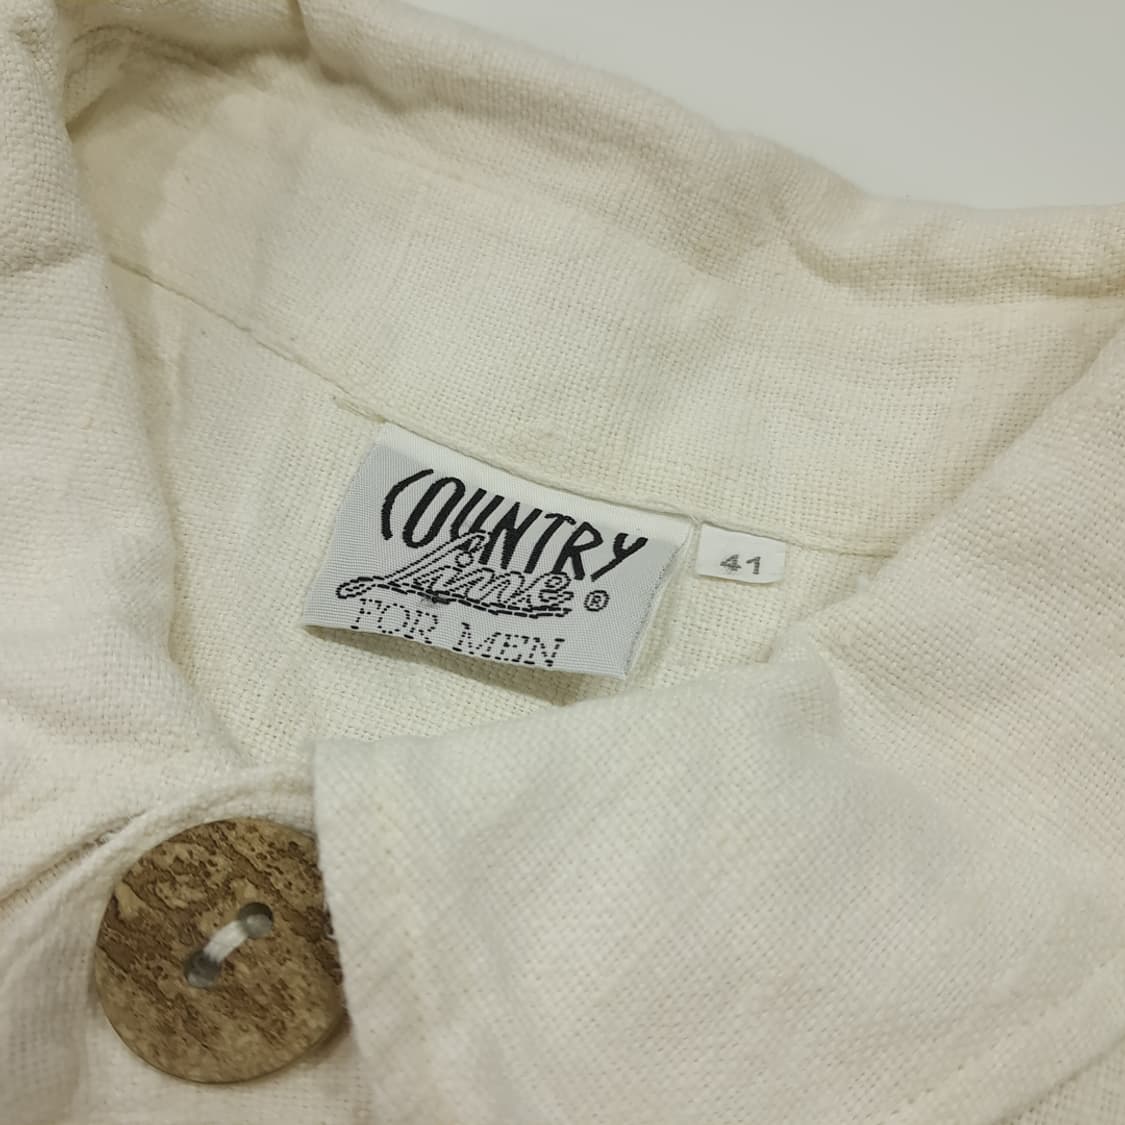 COUNTRY
Line ®
FOR MEN
41